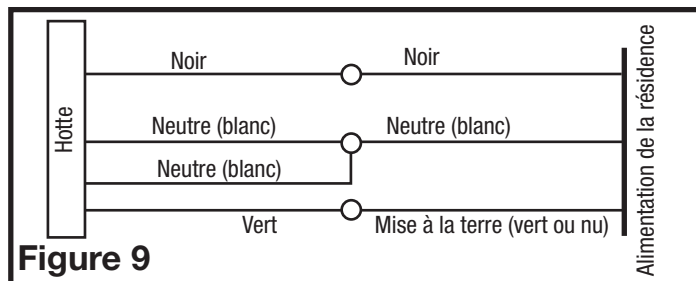 Noir
Noir
Neutre (blanc)
Neutre (blanc)
Neutre (blanc)
Vert
Mise à la terre (vert ou nu)
Hotte
Alimentation de la résidence
Figure 9